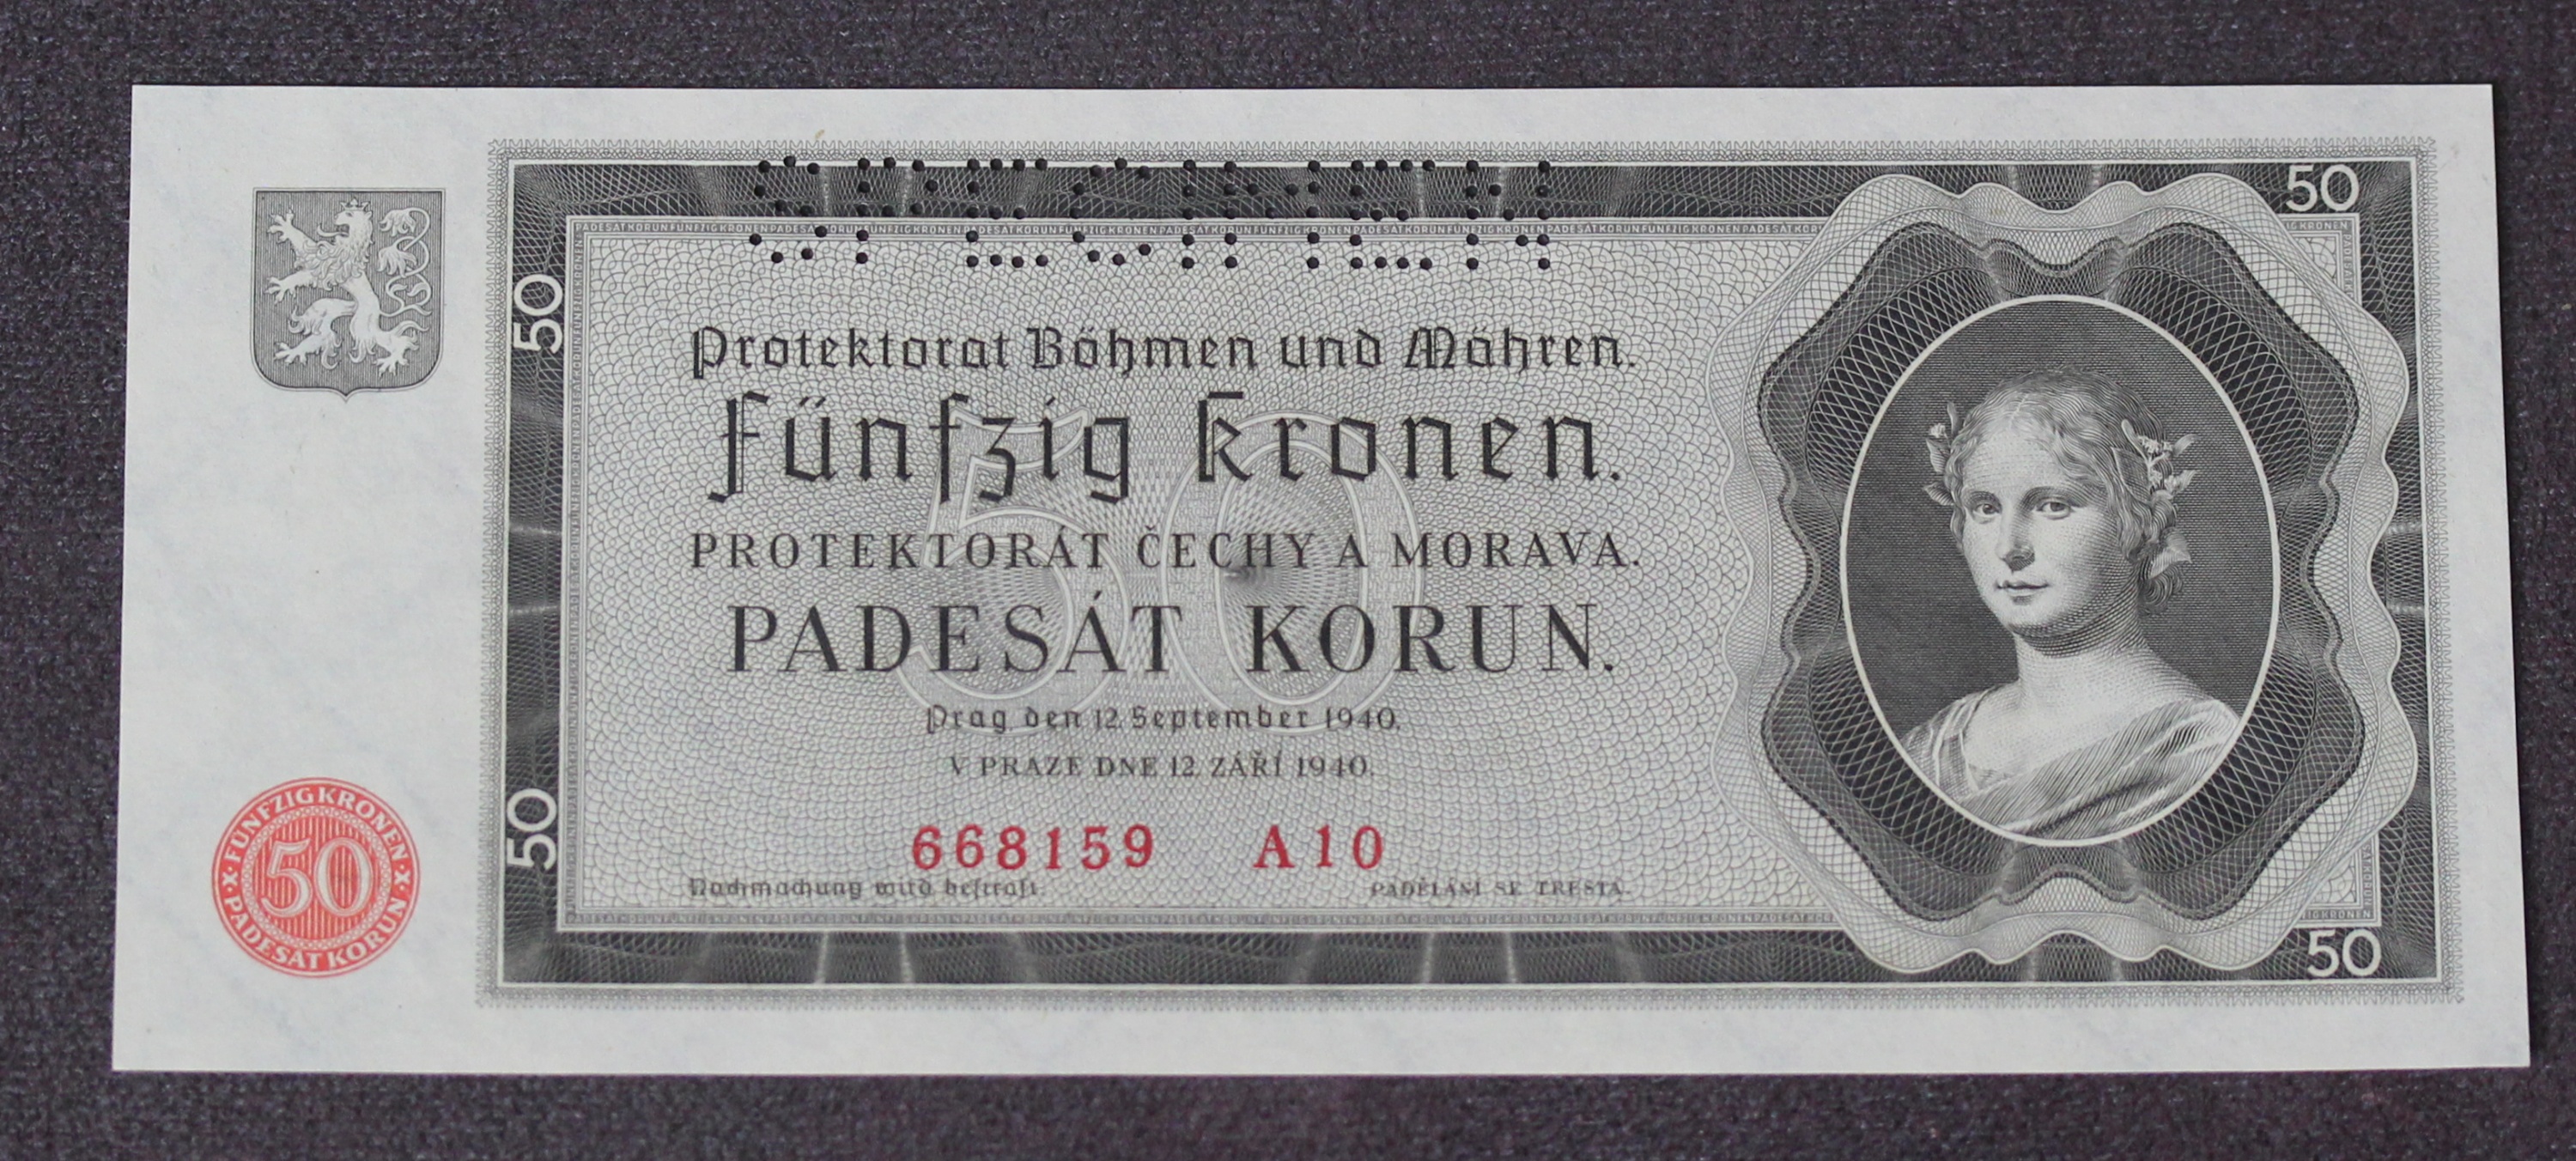 SPECIMEN
50
50
Protektorat Böhmen und Mähren.
Fünfzig Kronen.
PROTEKTORÁT ČECHY A MORAVA.
PADESÁT KORUN.
50
Prag, den 12. September 1940.
V PRAZE DNE 12. ZÁŘÍ 1940.
668159 A10
Nachmachung wird bestraft.
PADĚLÁNÍ SE TRESTÁ.
50
FÜNFZIG KRONEN
50
PADESÁT KORUN
50